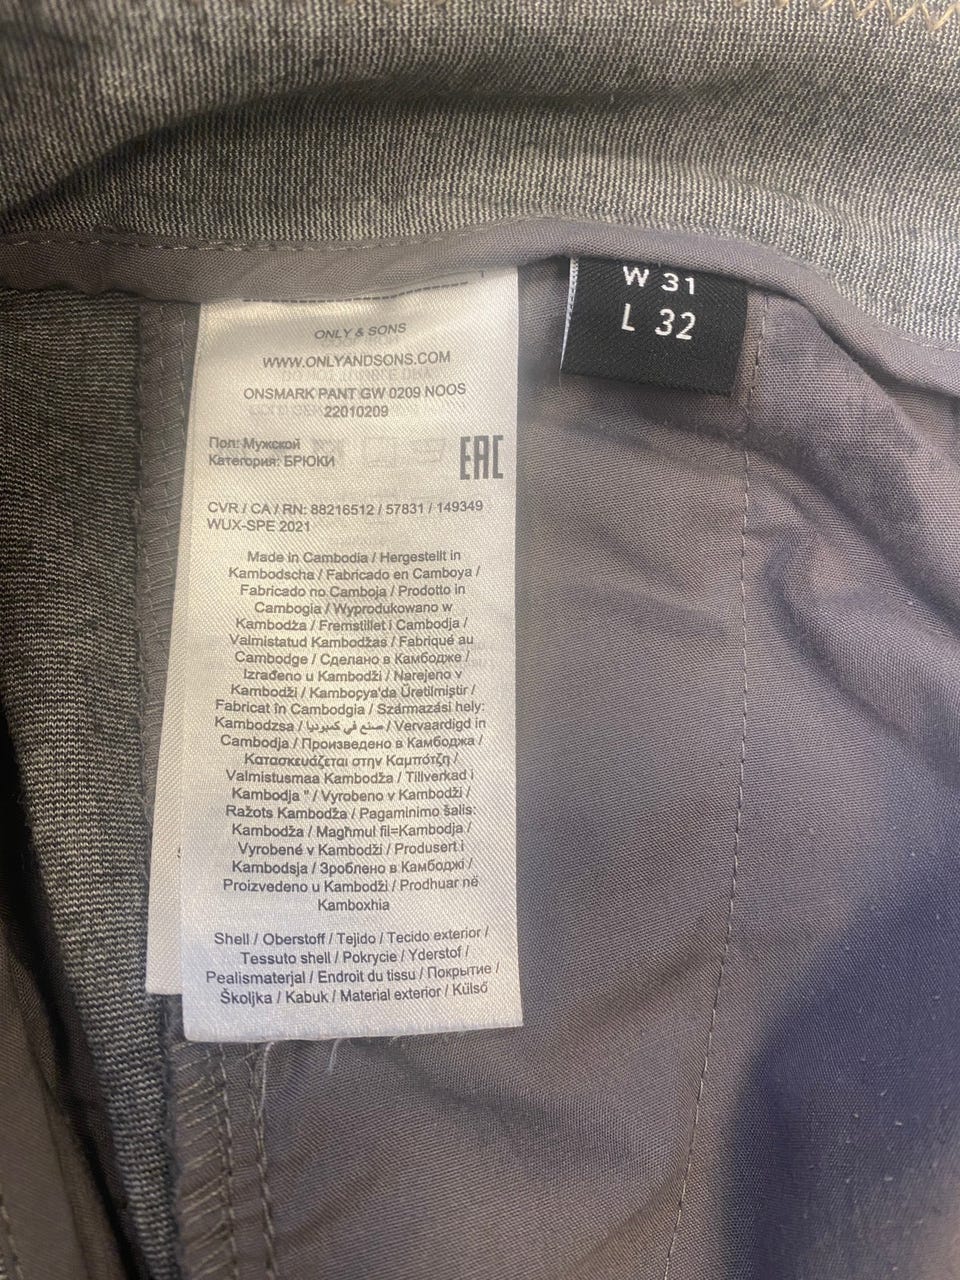 W 31
L 32
ONLY & SONS
WWW.ONLYANDSONS.COM
ONSMARK PANT GW 0209 NOOS
22010209
Пол: Мужской
Категория: БРЮКИ
EAC
CVR / CA / RN: 88216512 / 57831 / 149349
WUX-SPE 2021
Made in Cambodia / Hergestellt in
Kambodscha / Fabricado en Camboya /
Fabricado no Camboja / Prodotto in
Cambogia / Wyprodukowano w
Kambodża / Fremstillet i Cambodja /
Valmistatud Kambodžas / Fabriqué au
Cambodge / Сделано в Камбодже /
Izrađeno u Kambodži / Narejeno v
Kambodži / Kamboçya'da Üretilmiştir /
Fabricat în Cambodgia / Származási hely:
Kambodzsa / صنع في كمبرديا / Vervaardigd in
Cambodja / Произведено в Камбоджа /
Κατασκευάζεται στην Καμπότζη /
Valmistusmaa Kambodža / Tillverkad i
Kambodja " / Vyrobeno v Kambodži /
Ražots Kambodža / Pagaminimo šalis:
Kambodža / Magħmul fil=Kambodja /
Vyrobené v Kambodži / Produsert i
Kambodsja / Зроблено в Камбоджі /
Proizvedeno u Kambodži / Prodhuar në
Kamboxhia
Shell / Oberstoff / Tejido / Tecido exterior /
Tessuto shell / Pokrycie / Yderstof /
Pealismaterjal / Endroit du tissu / Покрытие /
Školjka / Kabuk / Material exterior / Külső